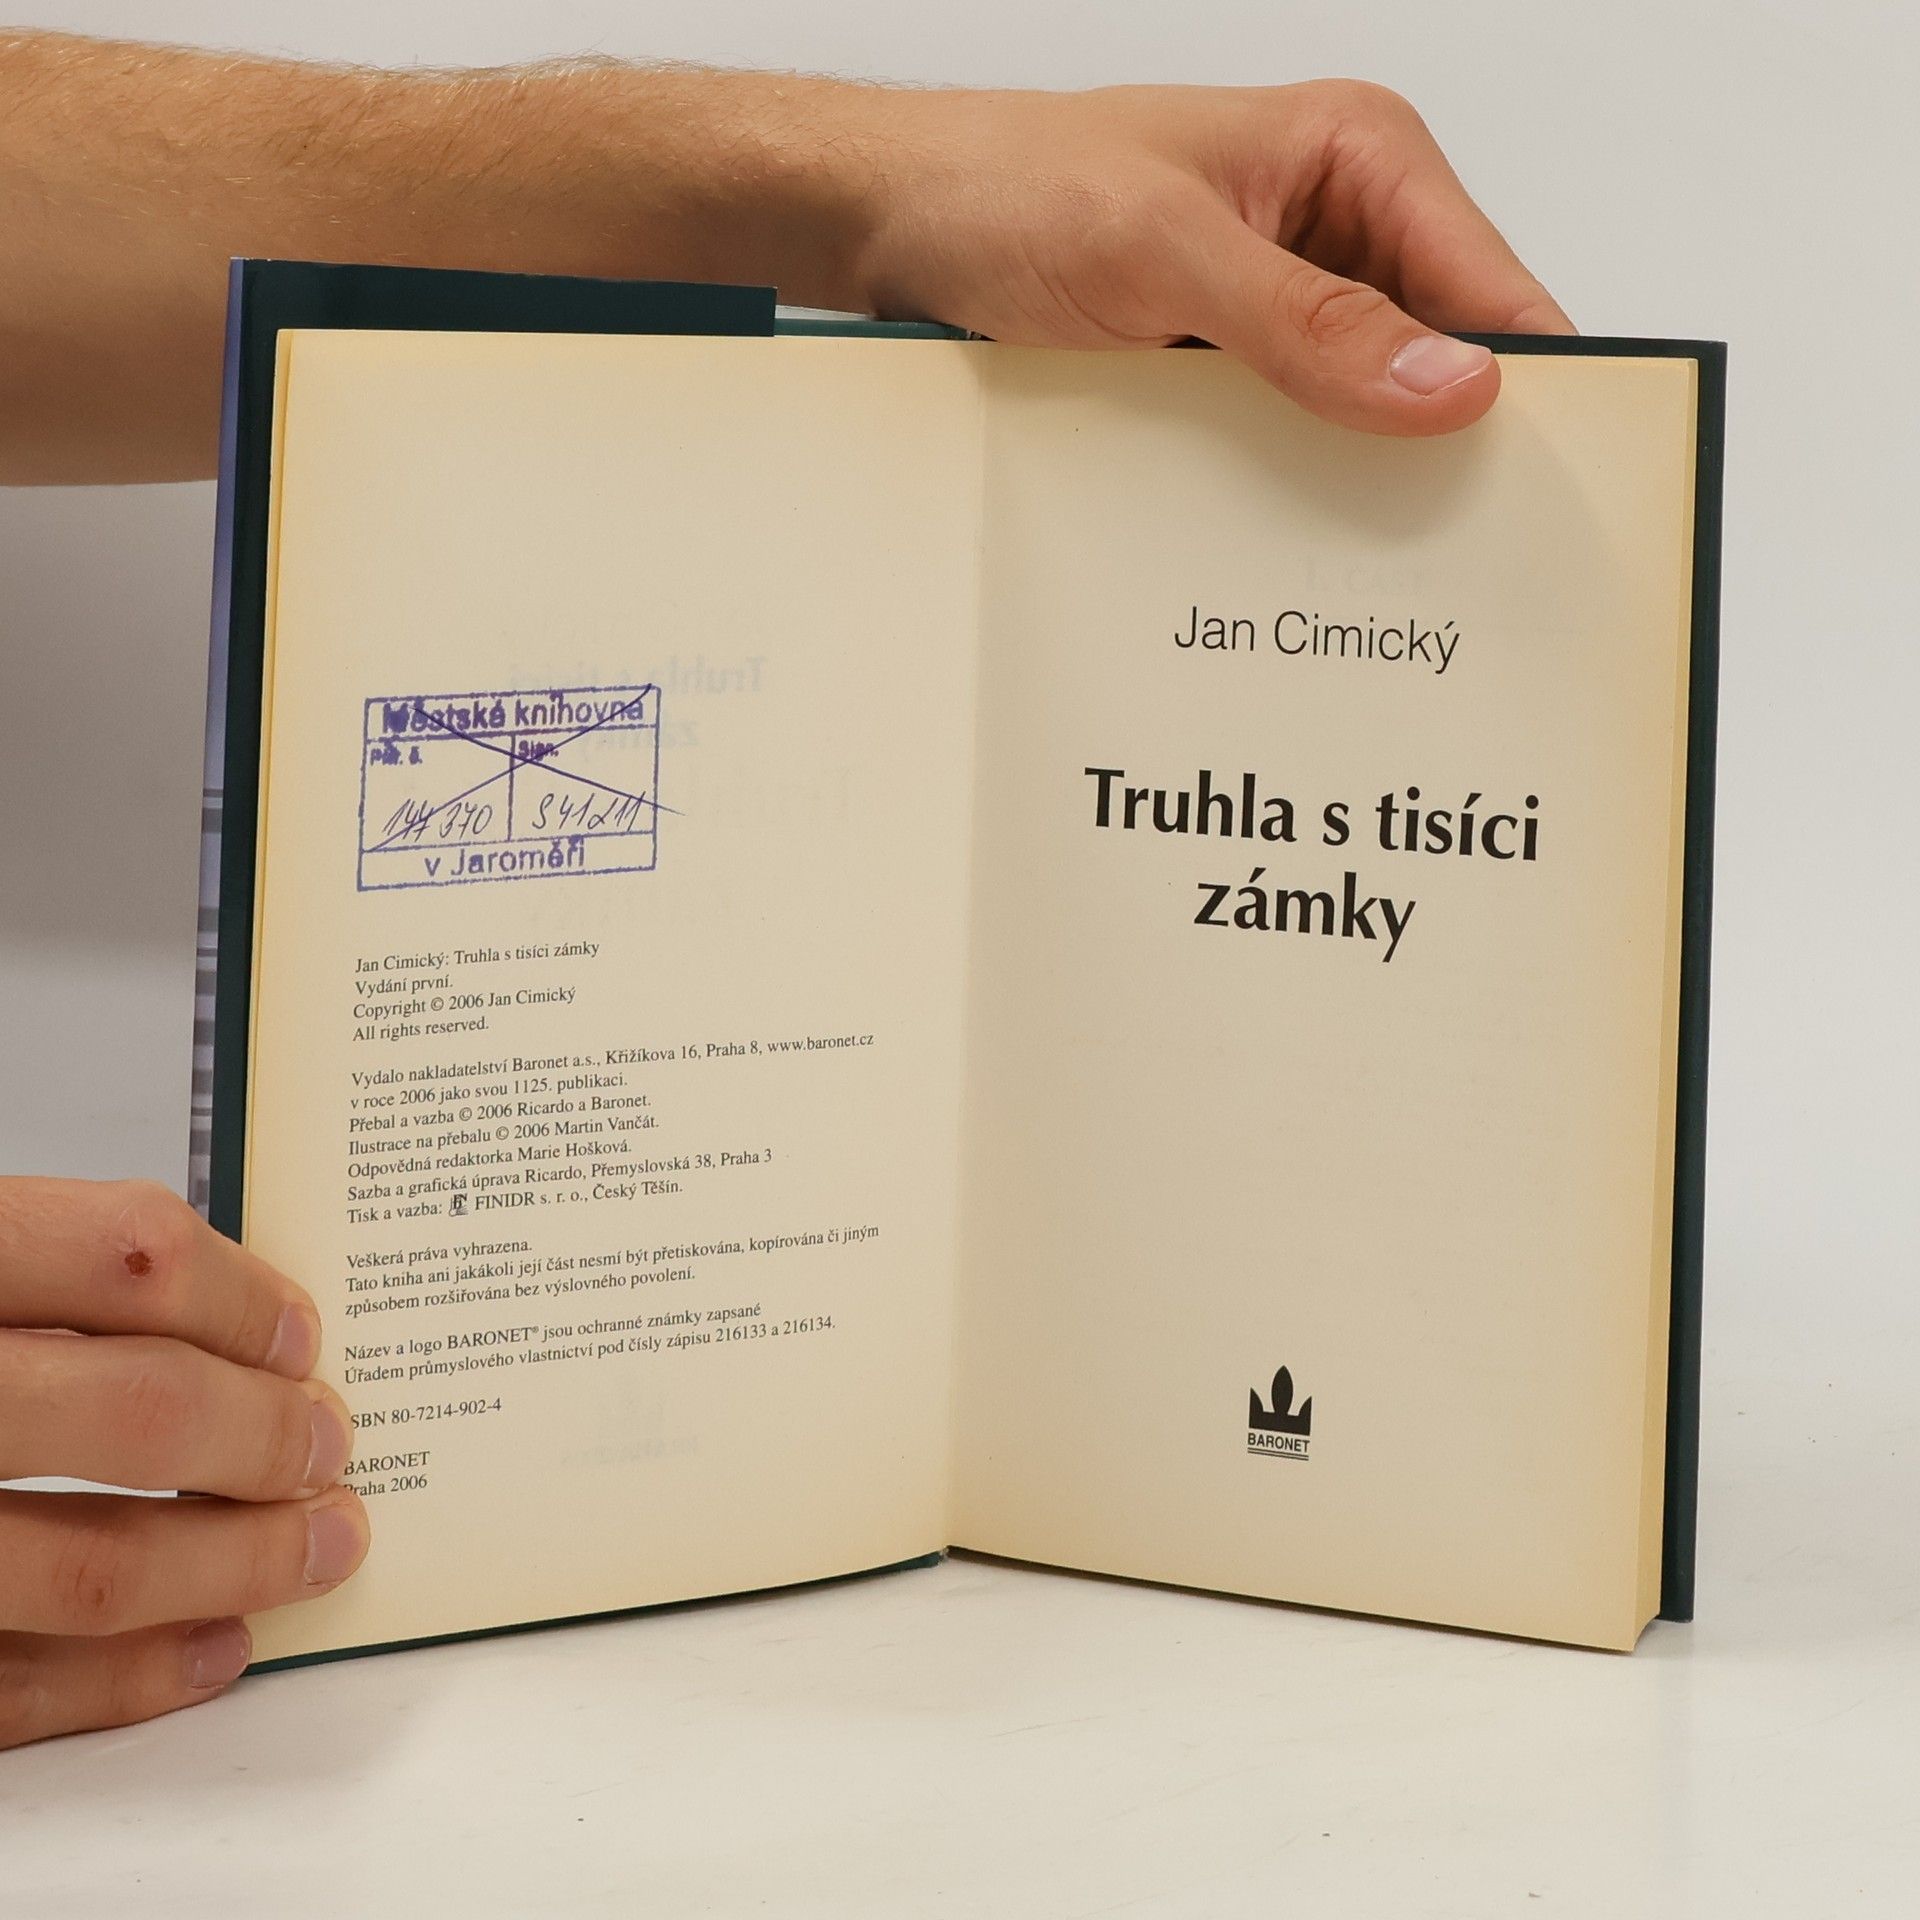 Městská knihovna
Přír. č.
Sign.
147 370
S41211
v Jaroměři
Jan Cimický: Truhla s tisíci zámky
Vydání první.
Copyright © 2006 Jan Cimický
All rights reserved.
Vydalo nakladatelství Baronet a.s., Křižíkova 16, Praha 8, www.baronet.cz
v roce 2006 jako svou 1125. publikaci.
Přebal a vazba © 2006 Ricardo a Baronet.
Ilustrace na přebalu © 2006 Martin Vančát.
Odpovědná redaktorka Marie Hošková.
Sazba a grafická úprava Ricardo, Přemyslovská 38, Praha 3
Tisk a vazba: FINIDR s. r. o., Český Těšín.
Veškerá práva vyhrazena.
Tato kniha ani jakákoli její část nesmí být přetiskována, kopírována či jiným
způsobem rozšiřována bez výslovného povolení.
Název a logo BARONET® jsou ochranné známky zapsané
Úřadem průmyslového vlastnictví pod čísly zápisu 216133 a 216134.
ISBN 80-7214-902-4
BARONET
Praha 2006
Jan Cimický
Truhla s tisíci
zámky
BARONET